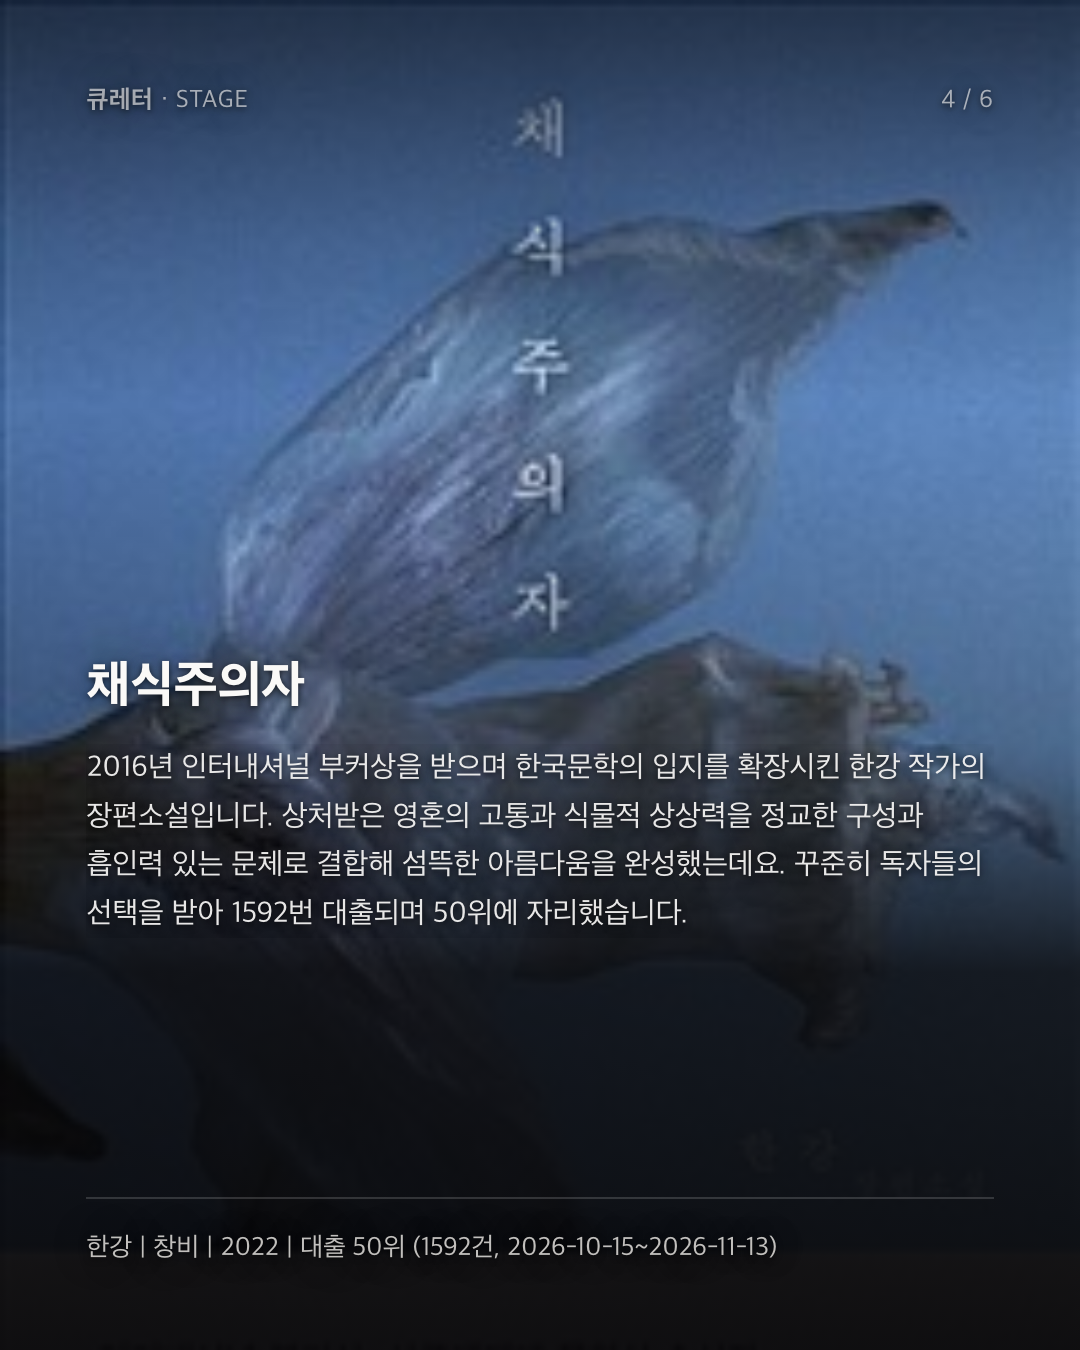 큐레터 · STAGE
4 / 6
채
식
주
의
자
채식주의자
2016년 인터내셔널 부커상을 받으며 한국문학의 입지를 확장시킨 한강 작가의
장편소설입니다. 상처받은 영혼의 고통과 식물적 상상력을 정교한 구성과
흡인력 있는 문체로 결합해 섬뜩한 아름다움을 완성했는데요. 꾸준히 독자들의
선택을 받아 1592번 대출되며 50위에 자리했습니다.
한강
한강 | 창비 | 2022 | 대출 50위 (1592건, 2026-10-15~2026-11-13)